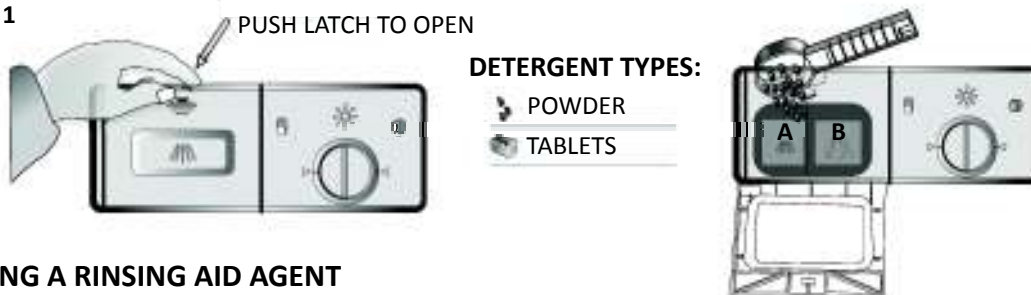 1
PUSH LATCH TO OPEN
DETERGENT TYPES:
POWDER
TABLETS
A B
NG A RINSING AID AGENT